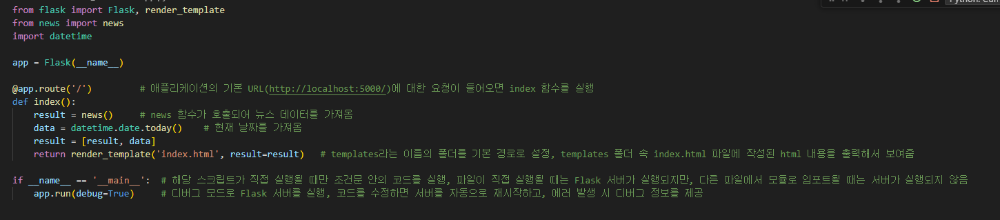 from flask import Flask, render_template
from news import news
import datetime
app = Flask(__name__)
@app.route('/')         # 애플리케이션의 기본 URL(http://localhost:5000/)에 대한 요청이 들어오면 index 함수를 실행
def index():
    result = news()     # news 함수가 호출되어 뉴스 데이터를 가져옴
    data = datetime.date.today()    # 현재 날짜를 가져옴
    result = [result, data]
    return render_template('index.html', result=result)   # templates라는 이름의 폴더를 기본 경로로 설정, templates 폴더 속 index.html 파일에 작성된 html 내용을 출력해서 보여줌
if __name__ == '__main__':  # 해당 스크립트가 직접 실행될 때만 조건문 안의 코드를 실행, 파일이 직접 실행될 때는 Flask 서버가 실행되지만, 다른 파일에서 모듈로 임포트될 때는 서버가 실행되지 않음
    app.run(debug=True)     # 디버그 모드로 Flask 서버를 실행, 코드를 수정하면 서버를 자동으로 재시작하고, 에러 발생 시 디버그 정보를 제공